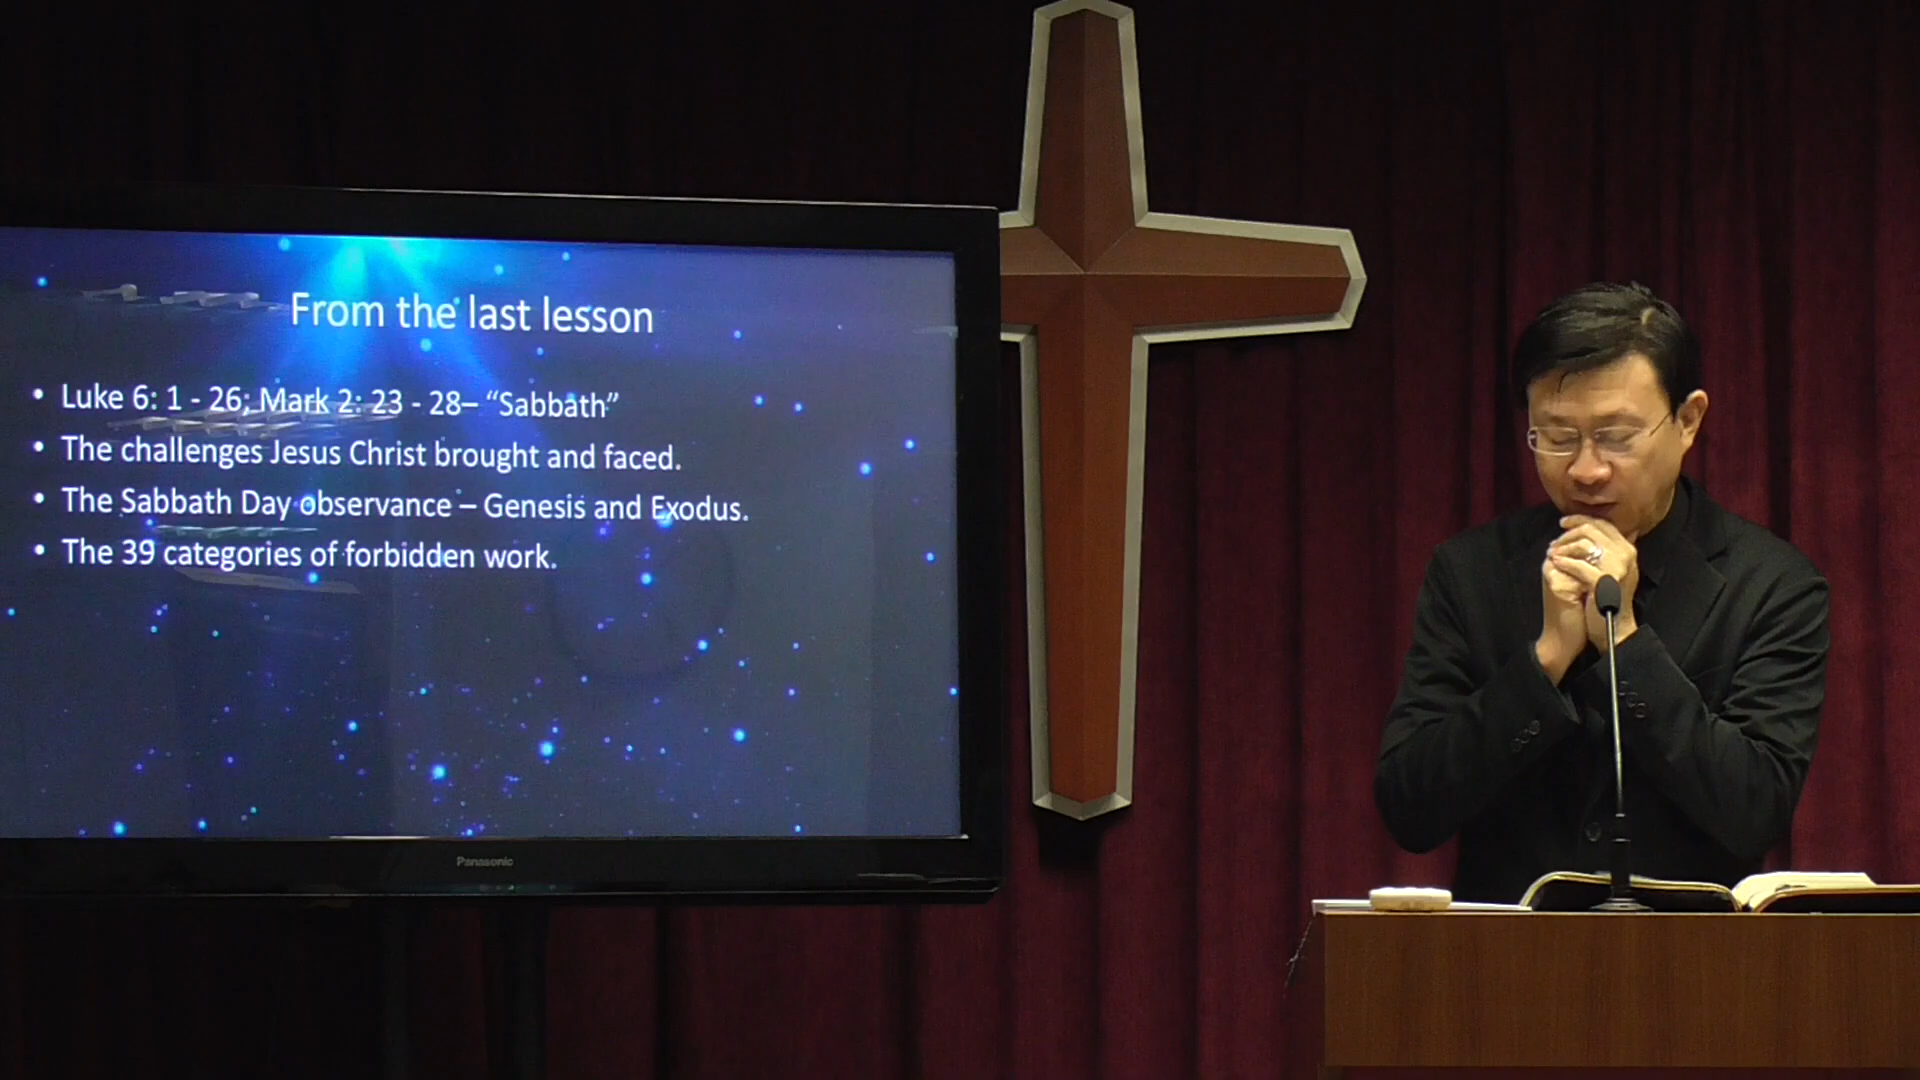 From the last lesson
• Luke 6: 1 - 26; Mark 2: 23 - 28– “Sabbath”
• The challenges Jesus Christ brought and faced.
• The Sabbath Day observance – Genesis and Exodus.
• The 39 categories of forbidden work.
Panasonic